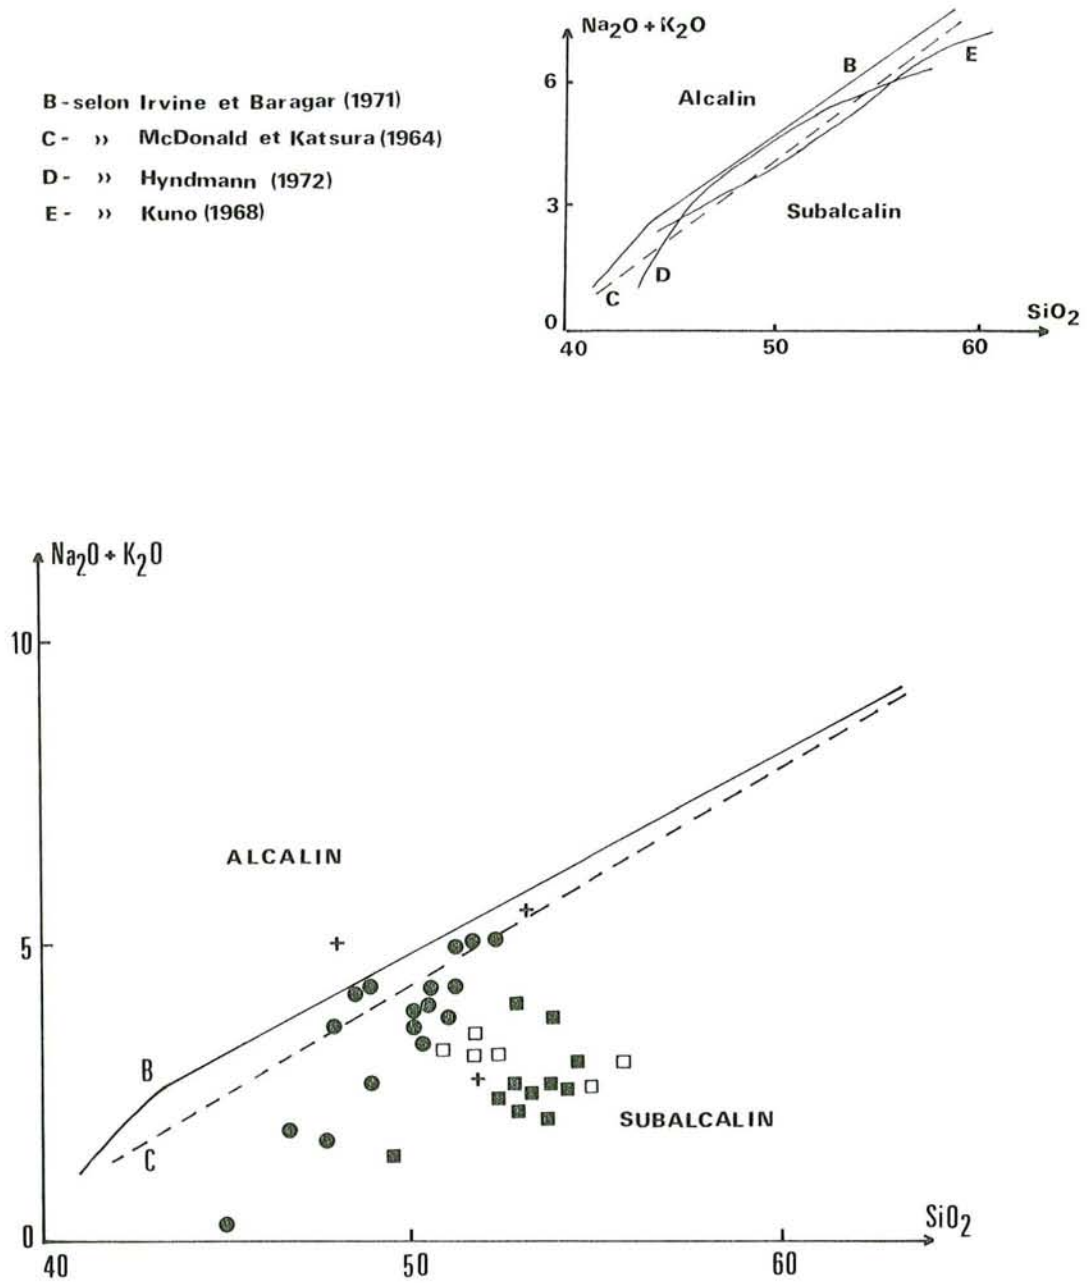 B - selon Irvine et Baragar (1971)
C - ›› McDonald et Katsura (1964)
D - ›› Hyndmann (1972)
E - ›› Kuno (1968)
Na₂O + K₂O
6
3
0
B
E
Alcalin
Subalcalin
D
C
SiO₂
40 50 60
Na₂O + K₂O
10
5
0
ALCALIN
B
C
SUBALCALIN
SiO₂
40 50 60